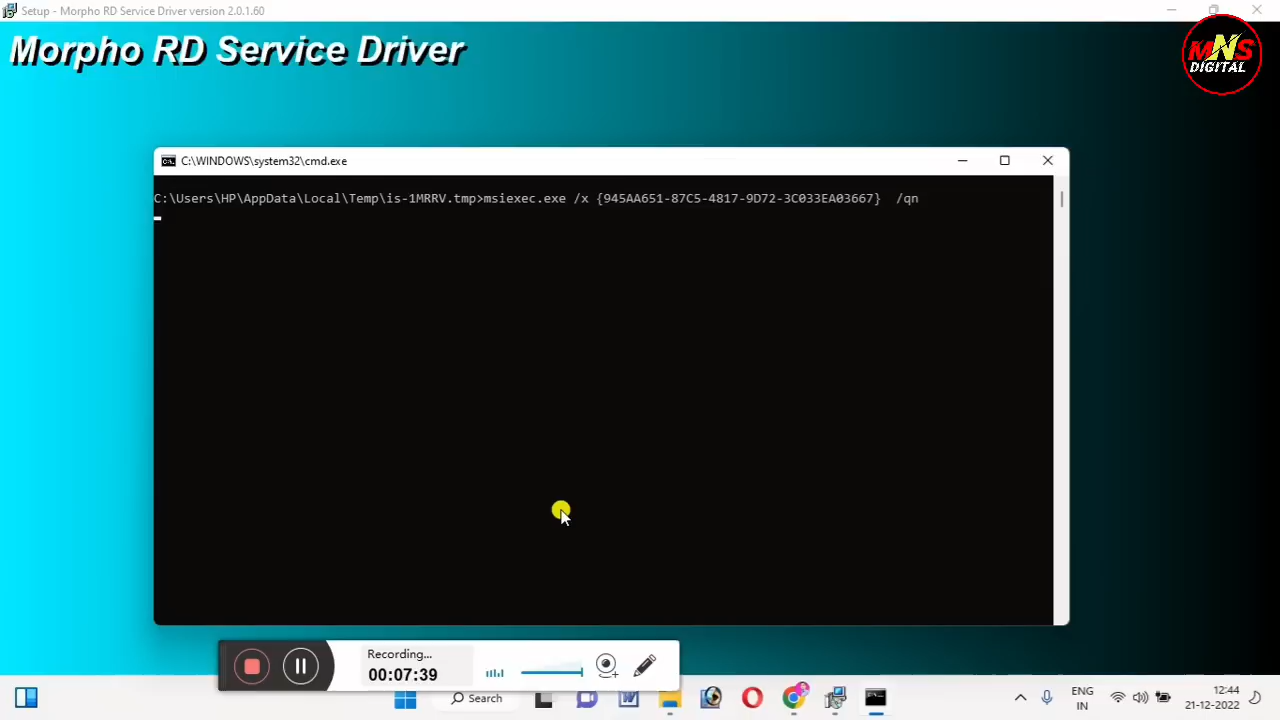 Setup - Morpho RD Service Driver version 2.0.1.60
Morpho RD Service Driver
MNS
DIGITAL
C:\WINDOWS\system32\cmd.exe
C:\Users\HP\AppData\Local\Temp\is-1MRRV.tmp>msiexec.exe /x {945AA651-87C5-4817-9D72-3C033EA03667}  /qn
Recording...
00:07:39
Search
ENG
IN
12:44
21-12-2022